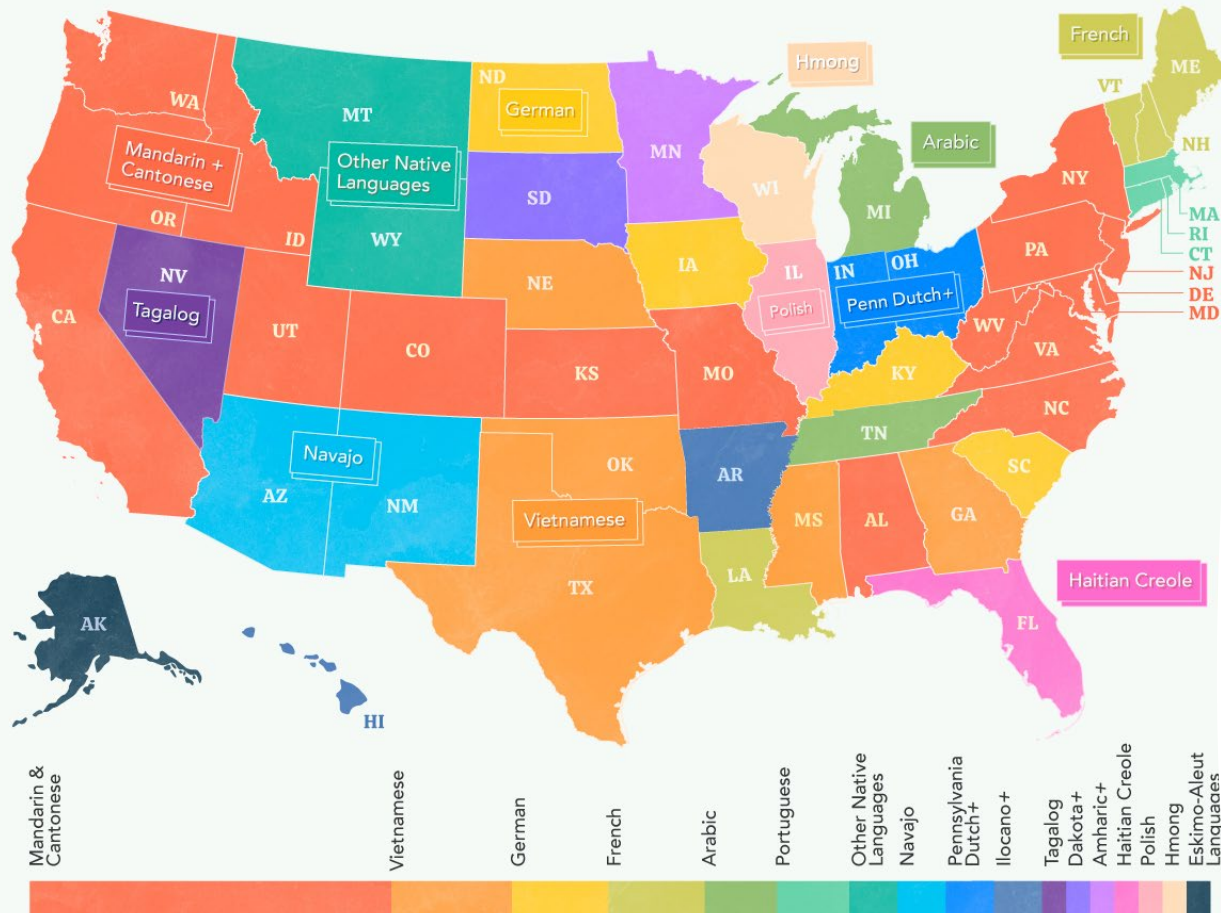 French
Hmong
VT
ME
ND
MT
German
WA
MN
Arabic
NH
Mandarin +
Cantonese
Other Native
Languages
WI
NY
SD
MI
MA
OR
ID
WY
RI
NV
IA
IL
IN
OH
PA
CT
NJ
NE
DE
Tagalog
Polish
Penn Dutch+
MD
CA
UT
CO
WV
VA
KS
MO
KY
NC
TN
Navajo
OK
AR
SC
AZ
NM
Vietnamese
MS
AL
GA
LA
TX
Haitian Creole
AK
FL
HI
Mandarin &
Cantonese
Vietnamese
German
French
Arabic
Portuguese
Other Native
Languages
Navajo
Pennsylvania
Dutch+
Ilocano+
Tagalog
Dakota+
Amharic+
Haitian Creole
Polish
Hmong
Eskimo-Aleut
Languages